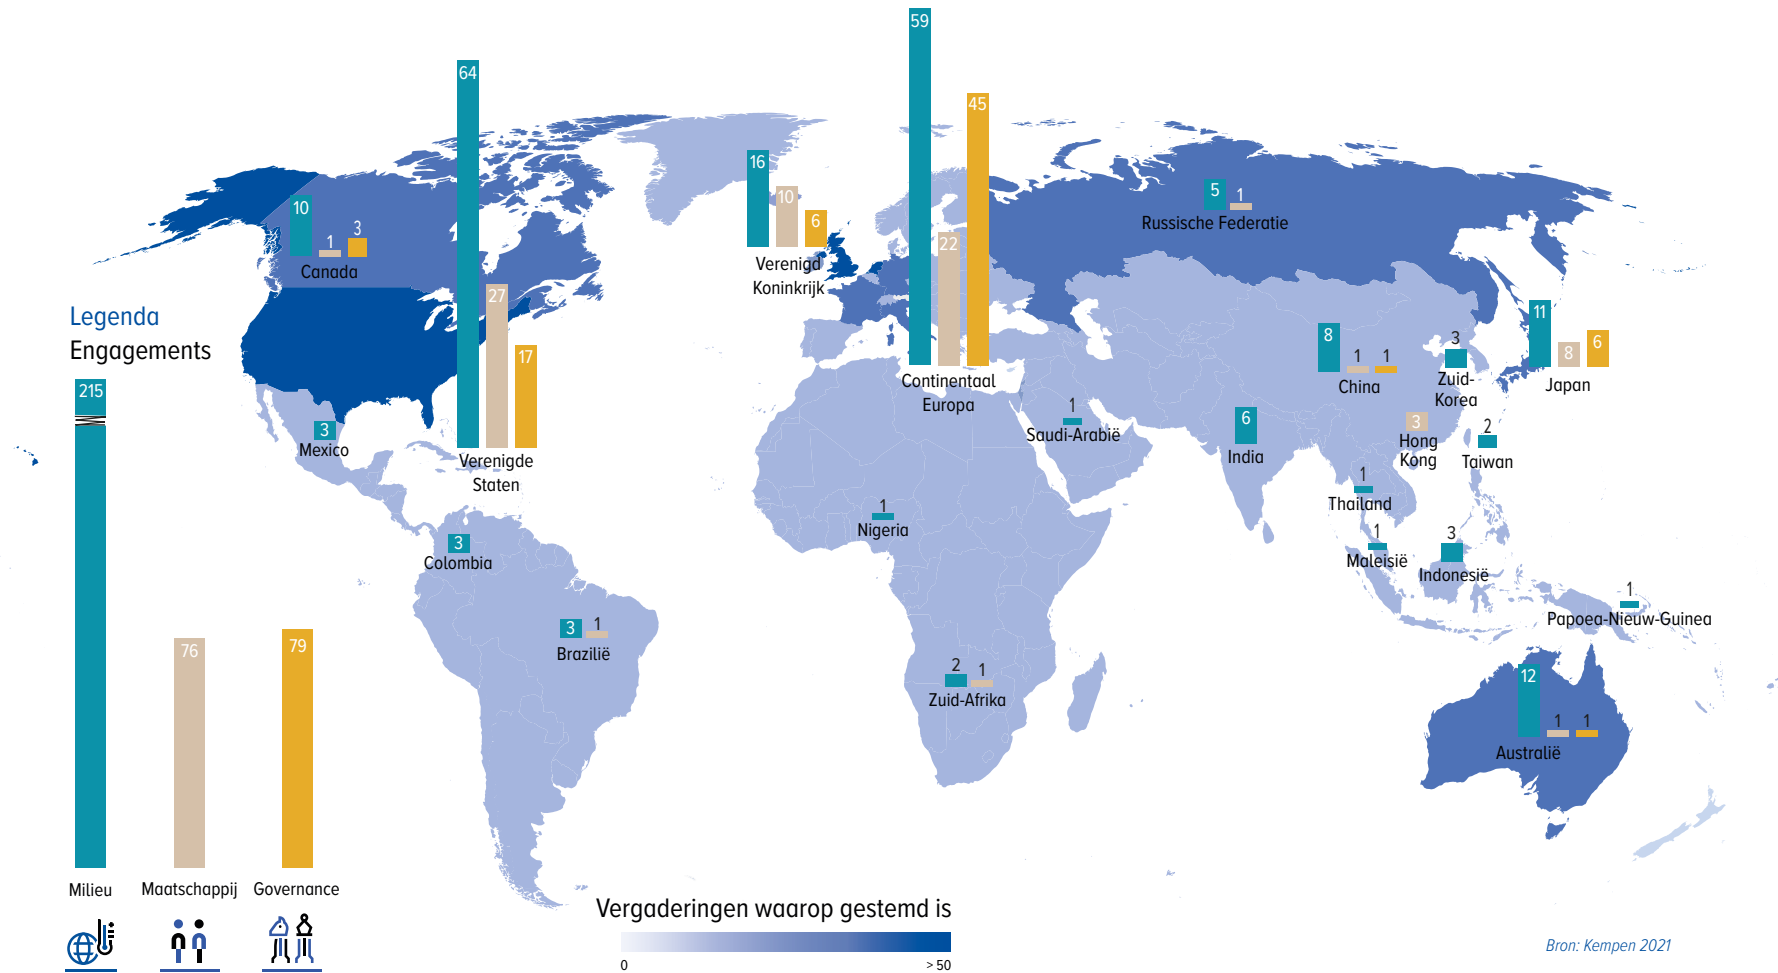 59
64
45
16
10
6
22
5
1
Russische Federatie
10
1
3
Canada
Verenigd
Koninkrijk
27
17
Verenigde
Staten
Continentaal
Europa
Legenda
Engagements
215
76
79
Milieu
Maatschappij
Governance
3
Mexico
3
Colombia
3
1
Brazilië
1
Nigeria
2
1
Zuid-Afrika
1
Saudi-Arabië
6
India
8
1
1
China
3
Zuid-
Korea
11
8
6
Japan
3
Hong
Kong
2
Taiwan
1
Thailand
1
Maleisië
3
Indonesië
1
Papoea-Nieuw-Guinea
12
1
1
Australië
Vergaderingen waarop gestemd is
0
> 50
Bron: Kempen 2021